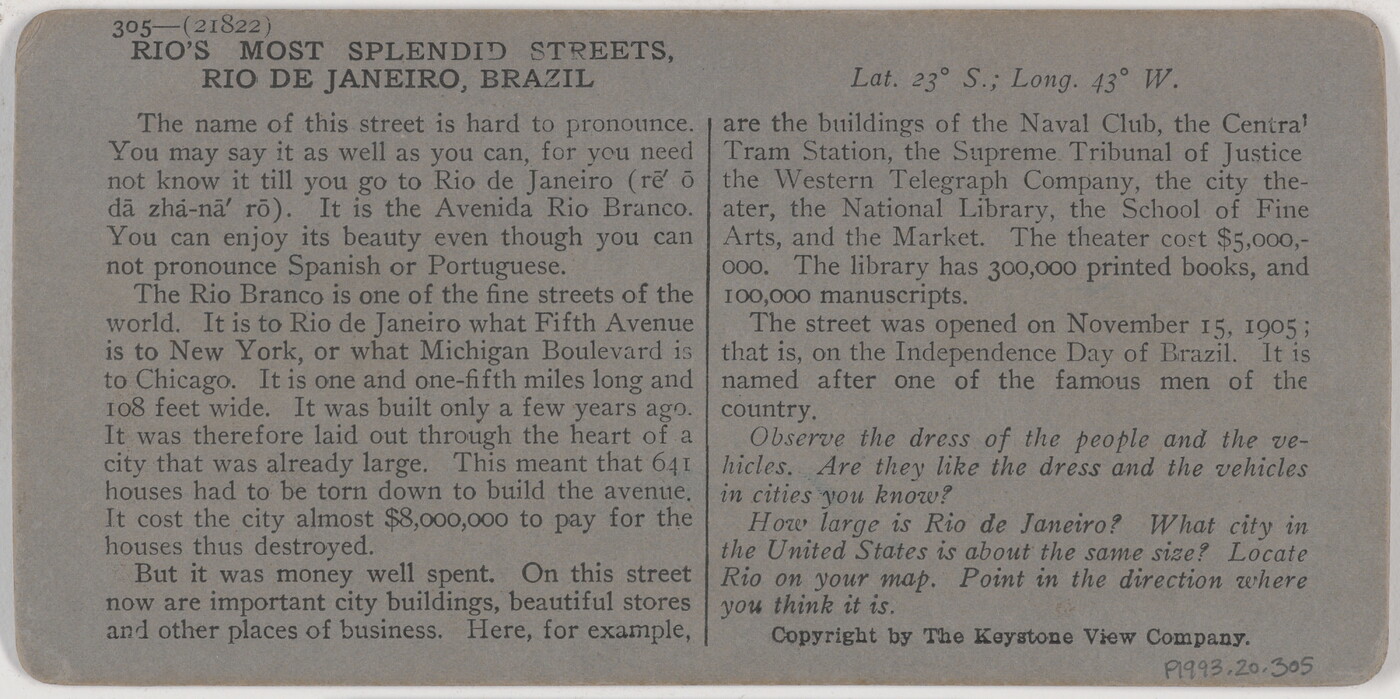 305—(21822)
RIO'S MOST SPLENDID STREETS,
RIO DE JANEIRO, BRAZIL
The name of this street is hard to pronounce.
You may say it as well as you can, for you need
not know it till you go to Rio de Janeiro (rē′ ō
dā zhá-nā′ rō). It is the Avenida Rio Branco.
You can enjoy its beauty even though you can
not pronounce Spanish or Portuguese.
The Rio Branco is one of the fine streets of the
world. It is to Rio de Janeiro what Fifth Avenue
is to New York, or what Michigan Boulevard is
to Chicago. It is one and one-fifth miles long and
108 feet wide. It was built only a few years ago.
It was therefore laid out through the heart of a
city that was already large. This meant that 641
houses had to be torn down to build the avenue.
It cost the city almost $8,000,000 to pay for the
houses thus destroyed.
But it was money well spent. On this street
now are important city buildings, beautiful stores
and other places of business. Here, for example,
Lat. 23° S.; Long. 43° W.
are the buildings of the Naval Club, the Central
Tram Station, the Supreme Tribunal of Justice
the Western Telegraph Company, the city the-
ater, the National Library, the School of Fine
Arts, and the Market. The theater cost $5,000,-
000. The library has 300,000 printed books, and
100,000 manuscripts.
The street was opened on November 15, 1905;
that is, on the Independence Day of Brazil. It is
named after one of the famous men of the
country.
Observe the dress of the people and the ve-
hicles. Are they like the dress and the vehicles
in cities you know?
How large is Rio de Janeiro? What city in
the United States is about the same size? Locate
Rio on your map. Point in the direction where
you think it is.
Copyright by The Keystone View Company.
P1993.20.305